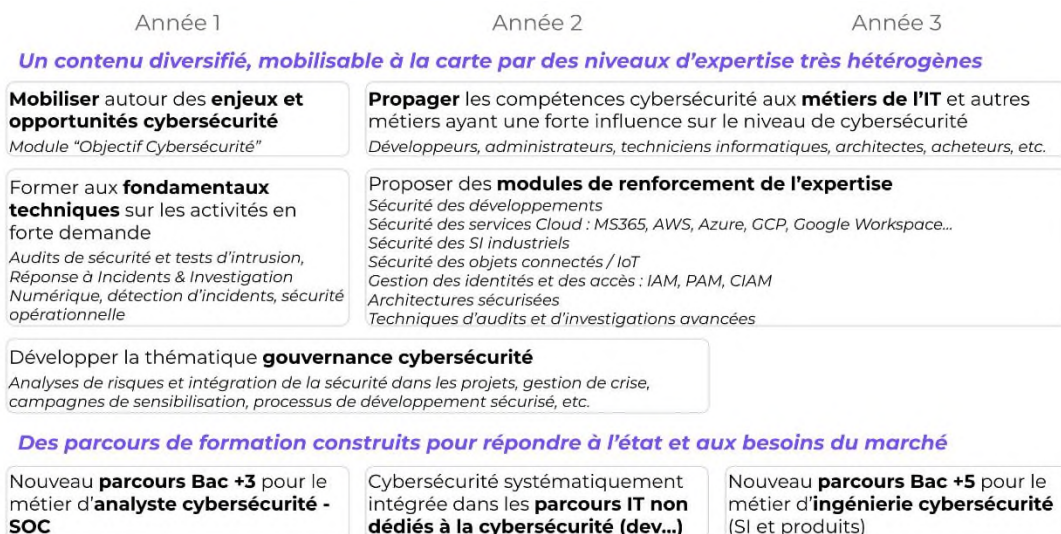 Année 1
Année 2
Année 3
Un contenu diversifié, mobilisable à la carte par des niveaux d'expertise très hétérogènes
Mobiliser autour des enjeux et
opportunités cybersécurité
Module “Objectif Cybersécurité”
Propager les compétences cybersécurité aux métiers de l'IT et autres
métiers ayant une forte influence sur le niveau de cybersécurité
Développeurs, administrateurs, techniciens informatiques, architectes, acheteurs, etc.
Former aux fondamentaux
techniques sur les activités en
forte demande
Audits de sécurité et tests d'intrusion,
Réponse à Incidents & Investigation
Numérique, détection d'incidents, sécurité
opérationnelle
Proposer des modules de renforcement de l'expertise
Sécurité des développements
Sécurité des services Cloud : MS365, AWS, Azure, GCP, Google Workspace...
Sécurité des SI industriels
Sécurité des objets connectés / IoT
Gestion des identités et des accès : IAM, PAM, CIAM
Architectures sécurisées
Techniques d'audits et d'investigations avancées
Développer la thématique gouvernance cybersécurité
Analyses de risques et intégration de la sécurité dans les projets, gestion de crise,
campagnes de sensibilisation, processus de développement sécurisé, etc.
Des parcours de formation construits pour répondre à l'état et aux besoins du marché
Nouveau parcours Bac +3 pour le
métier d'analyste cybersécurité -
SOC
Cybersécurité systématiquement
intégrée dans les parcours IT non
dédiés à la cybersécurité (dev...)
Nouveau parcours Bac +5 pour le
métier d'ingénierie cybersécurité
(SI et produits)